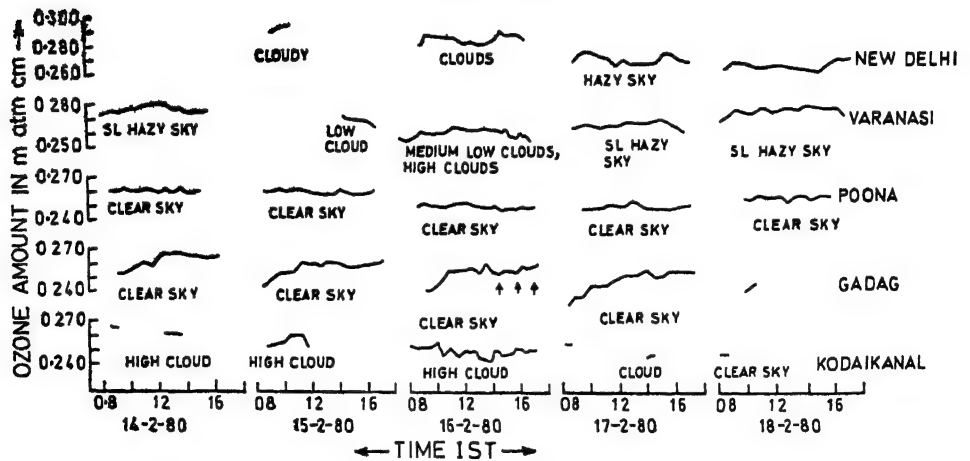 OZONE AMOUNT IN m atm cm -1
0·300
0·280
0·260
CLOUDY
CLOUDS
HAZY SKY
NEW DELHI
0·280
0·250
SL HAZY SKY
LOW
CLOUD
MEDIUM LOW CLOUDS,
HIGH CLOUDS
SL HAZY
SKY
SL HAZY SKY
VARANASI
0·270
0·240
CLEAR SKY
CLEAR SKY
CLEAR SKY
CLEAR SKY
CLEAR SKY
POONA
0·270
0·240
CLEAR SKY
CLEAR SKY
CLEAR SKY
CLEAR SKY
GADAG
0·270
0·240
HIGH CLOUD
HIGH CLOUD
HIGH CLOUD
CLOUD
CLEAR SKY
KODAIKANAL
08 12 16 08 12 16 08 12 16 08 12 16 08 12 16
14-2-80 15-2-80 16-2-80 17-2-80 18-2-80
←TIME IST→